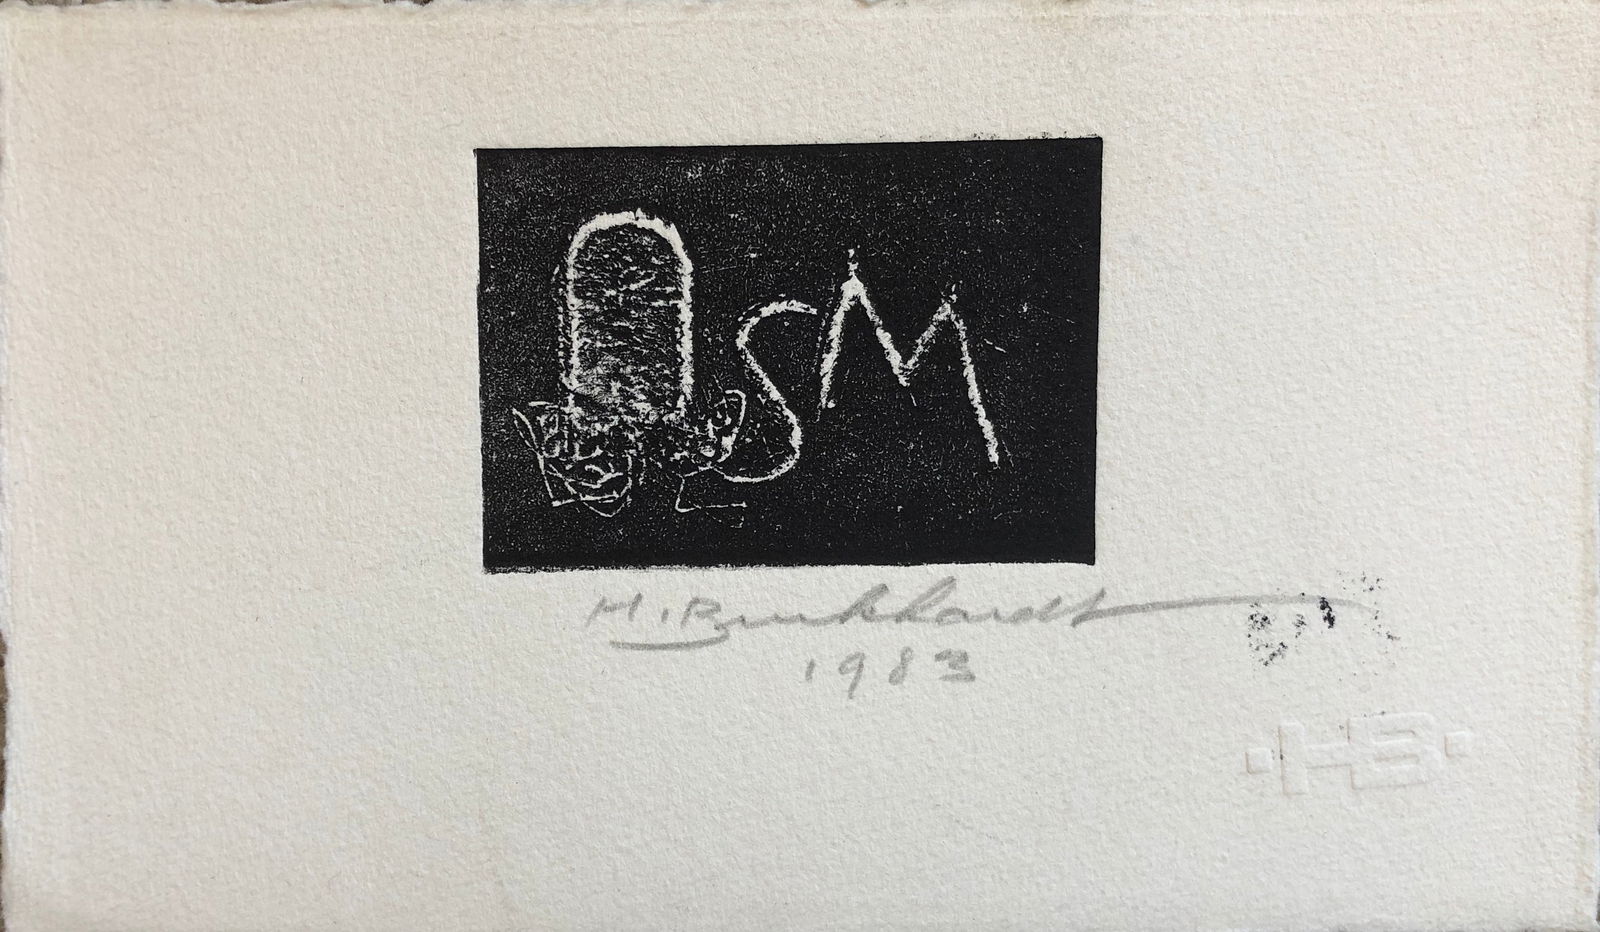 SM
H. Burkhardt
1983
·HB·